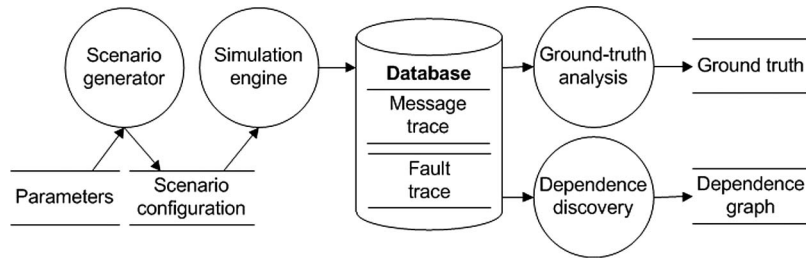 Scenario
generator
Simulation
engine
Parameters
Scenario
configuration
Database
Message
trace
Fault
trace
Ground-truth
analysis
Ground truth
Dependence
discovery
Dependence
graph